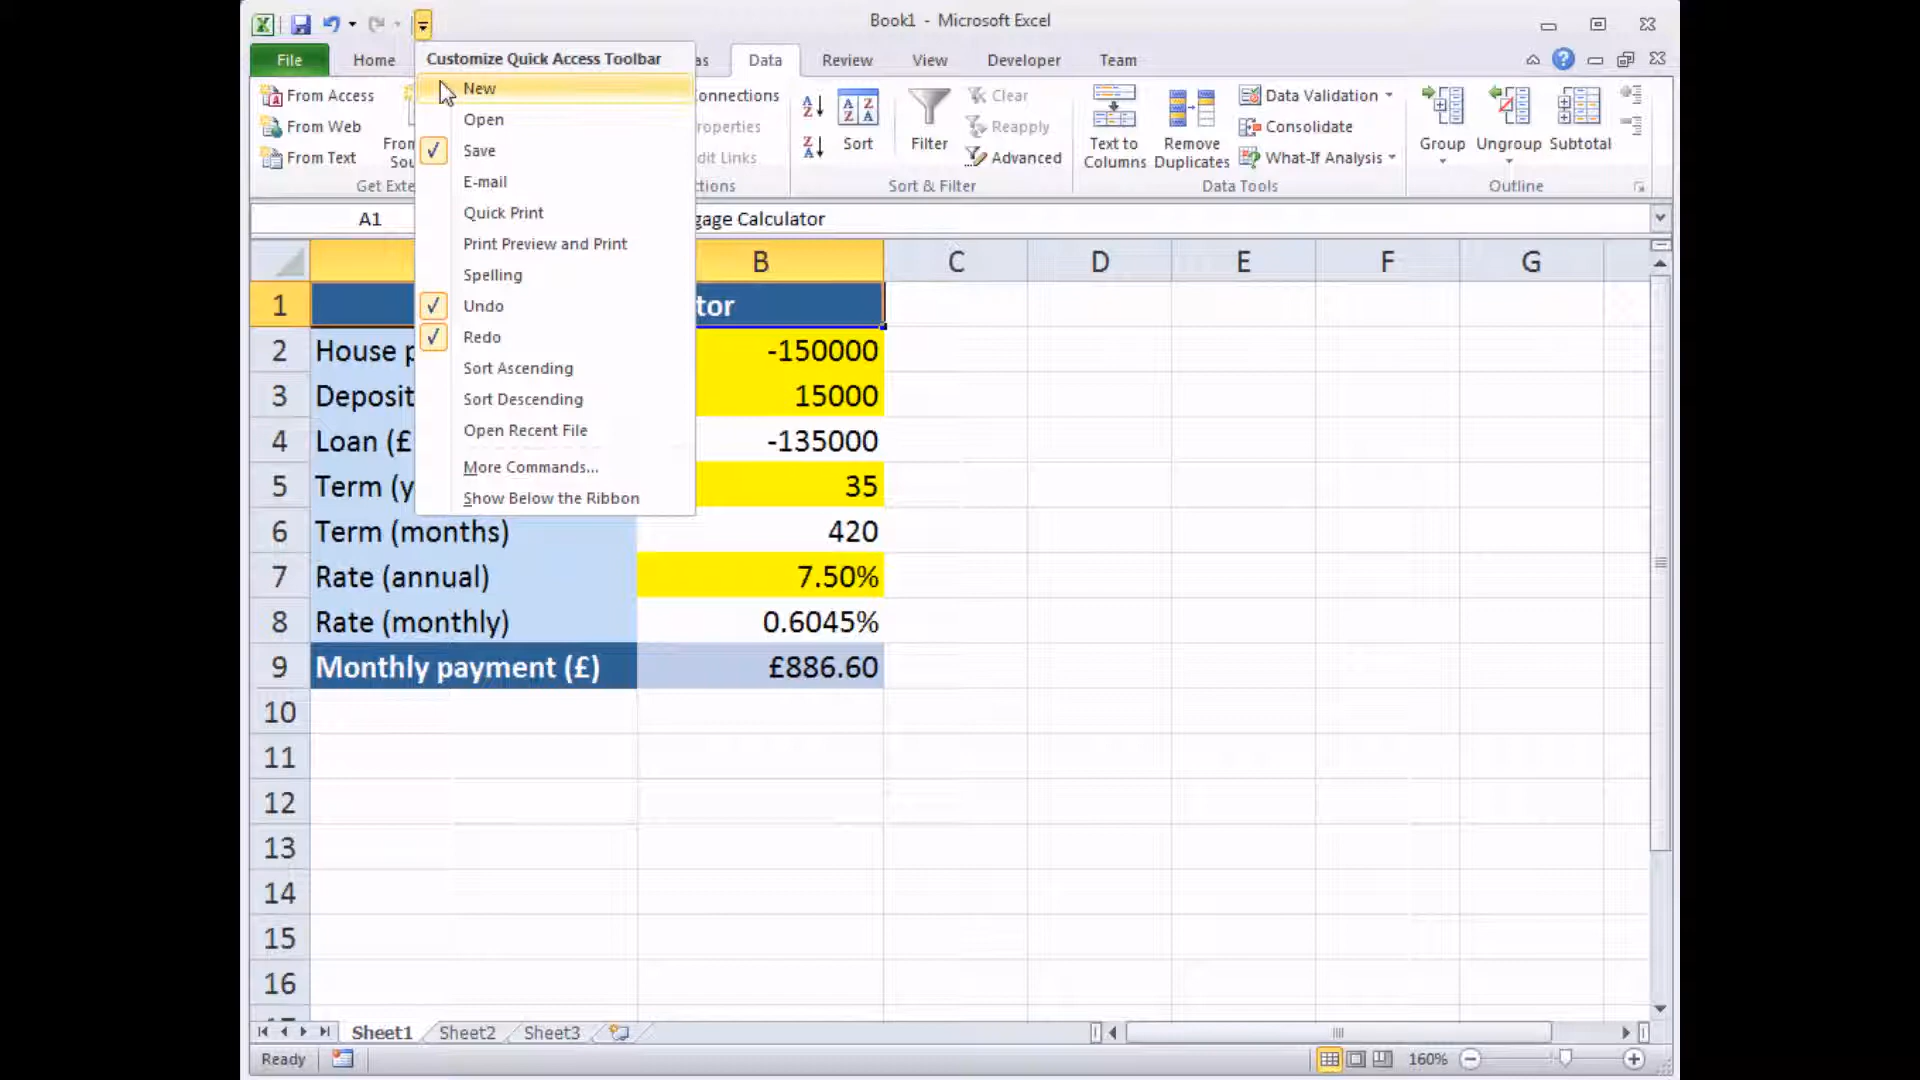 Book1 - Microsoft Excel
File Home as Data Review View Developer Team
Customize Quick Access Toolbar
New
Open
Save
E-mail
Quick Print
Print Preview and Print
Spelling
Undo
Redo
Sort Ascending
Sort Descending
Open Recent File
More Commands...
Show Below the Ribbon
From Access
From Web
From Text
Get Exte
onnections
roperties
dit Links
tions
Sort
Filter
Clear
Reapply
Advanced
Sort & Filter
Text to Columns
Remove Duplicates
Data Validation
Consolidate
What-If Analysis
Data Tools
Group
Ungroup
Subtotal
Outline
A1 gage Calculator
B C D E F G
1 tor
2 House p -150000
3 Deposit 15000
4 Loan (£ -135000
5 Term (y 35
6 Term (months) 420
7 Rate (annual) 7.50%
8 Rate (monthly) 0.6045%
9 Monthly payment (£) £886.60
10
11
12
13
14
15
16
Sheet1 Sheet2 Sheet3
Ready 160%